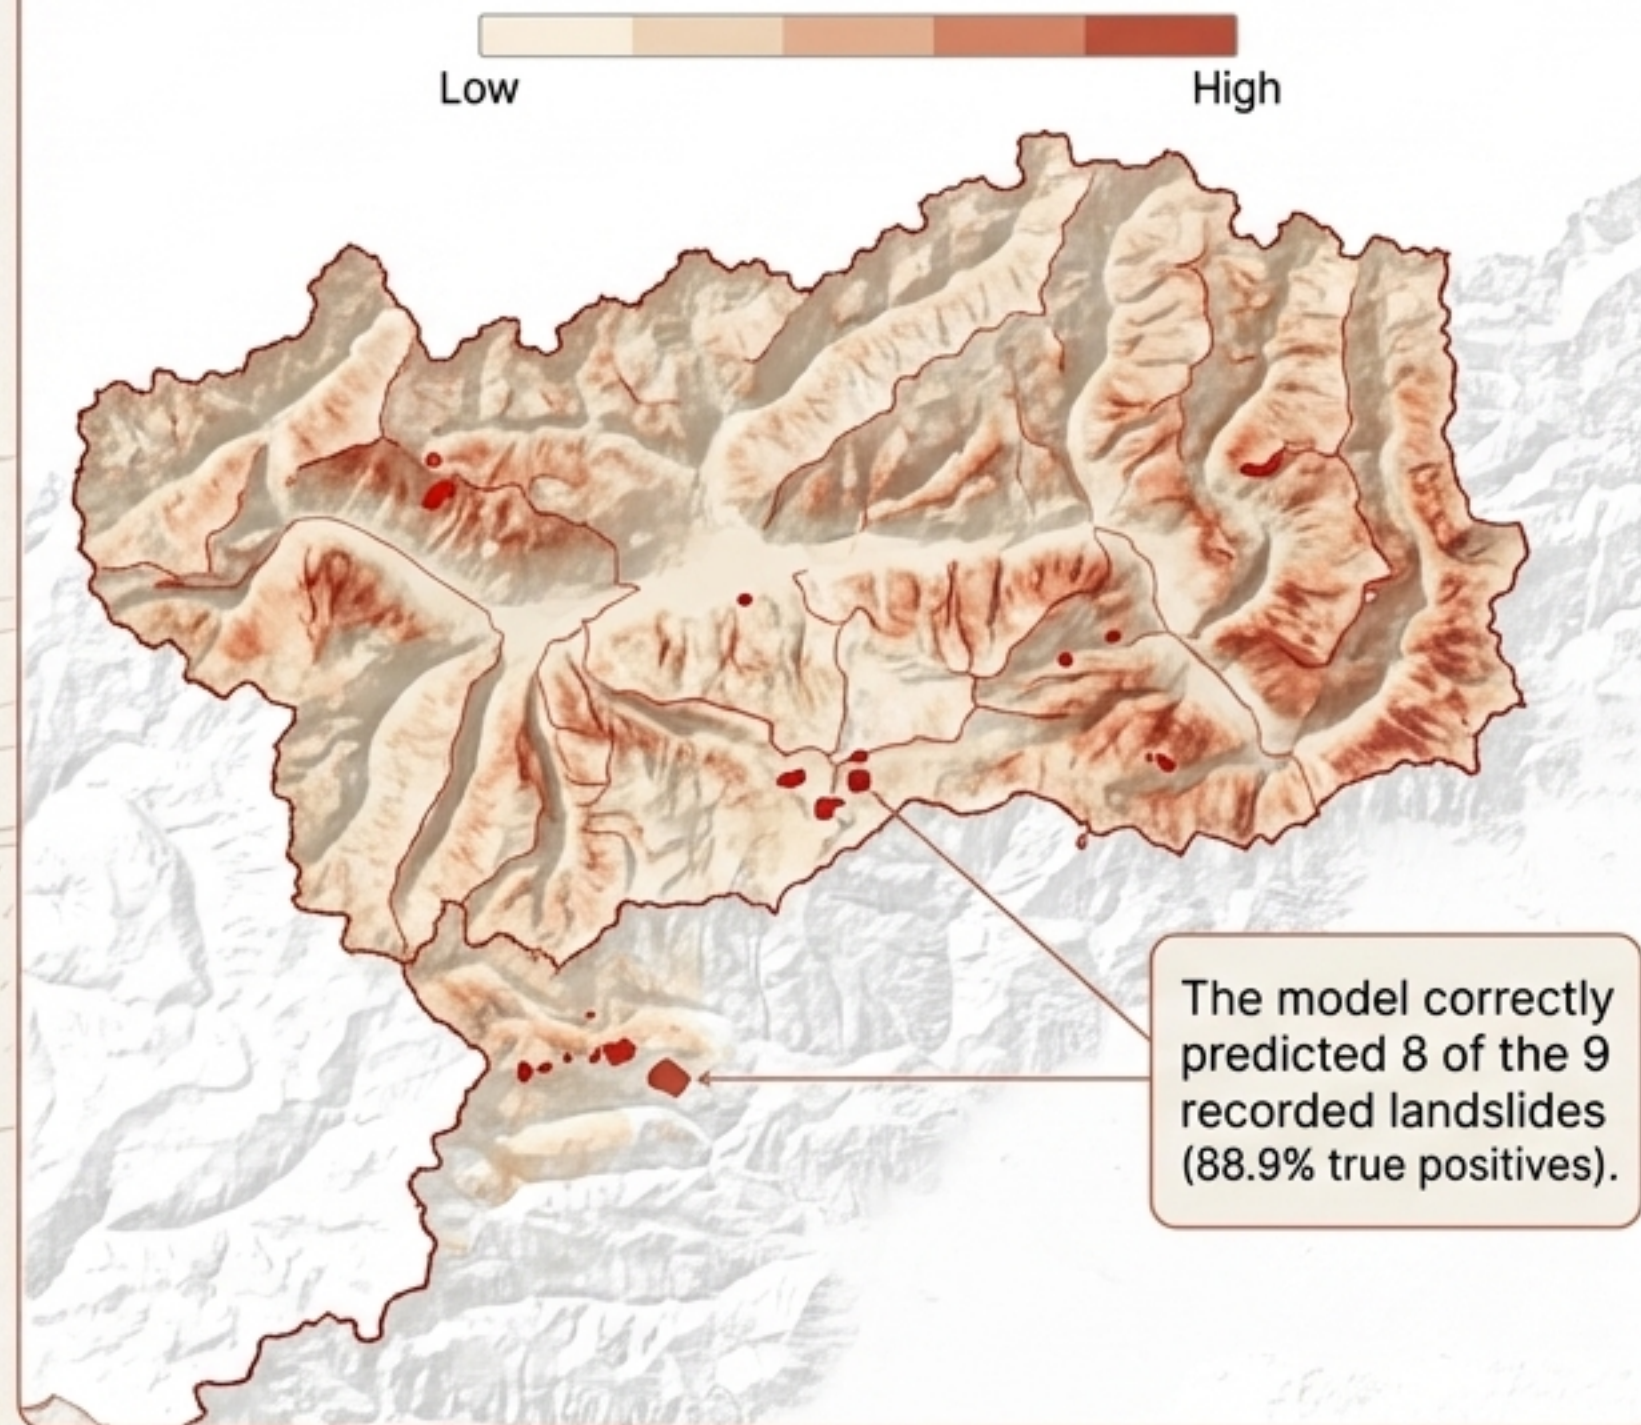 Low
High
The model correctly
predicted 8 of the 9
recorded landslides
(88.9% true positives).